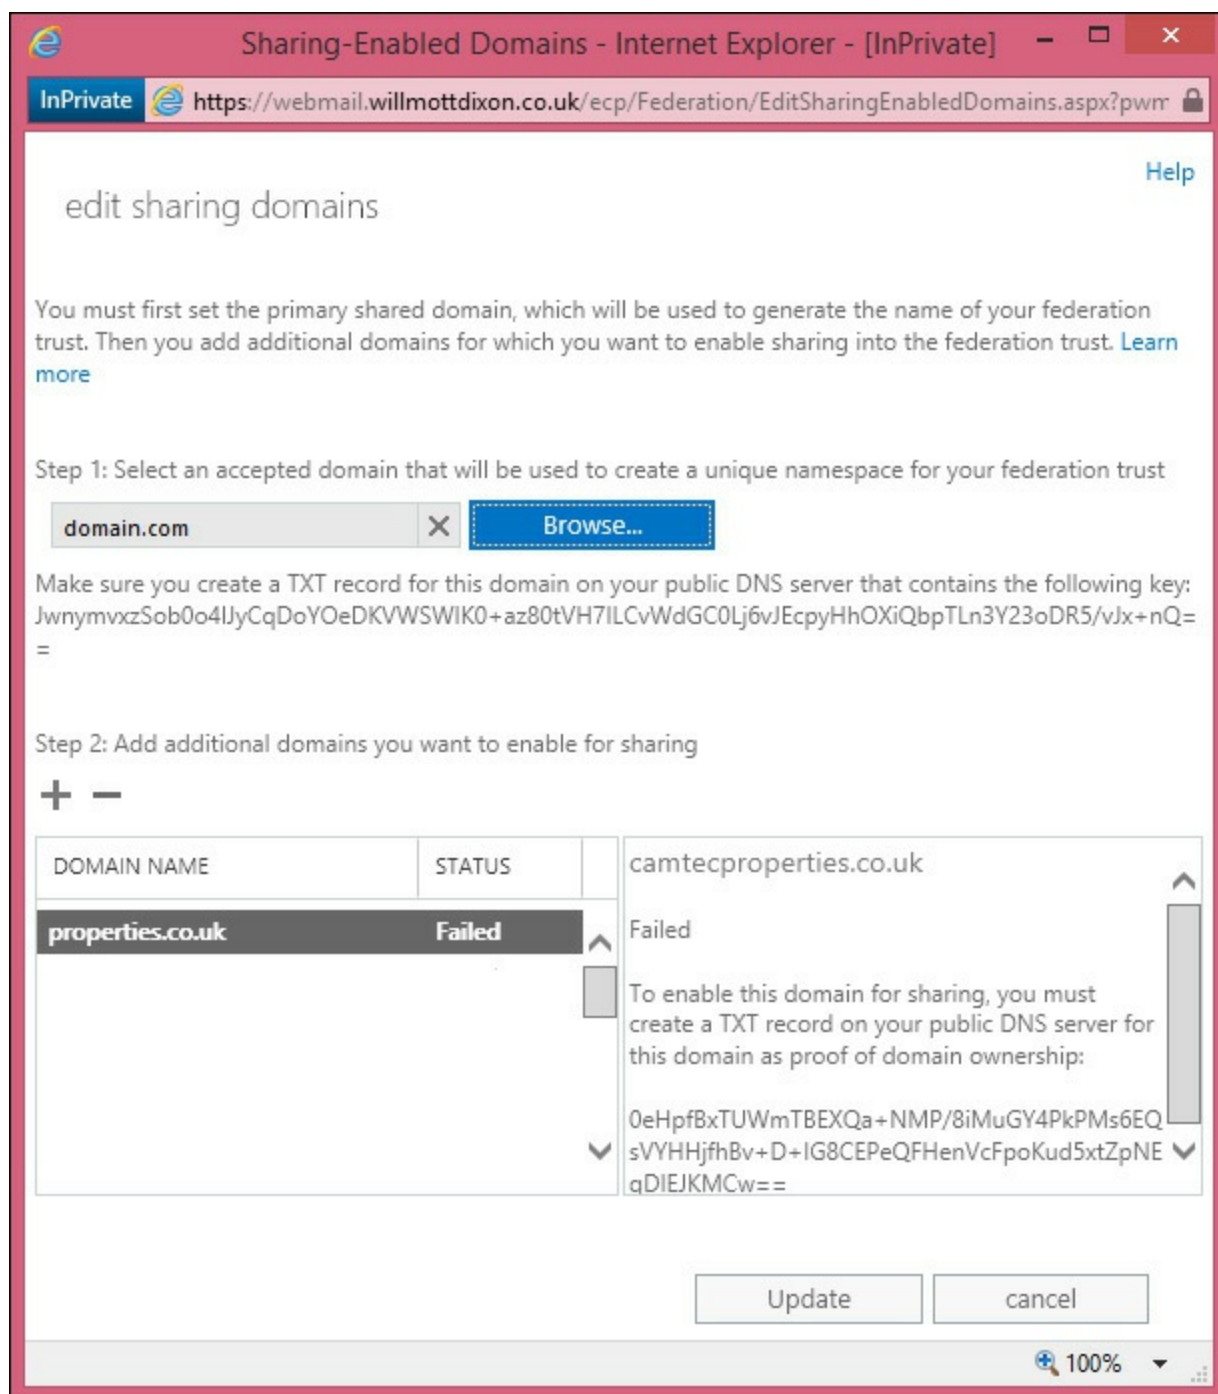 Sharing-Enabled Domains - Internet Explorer - [InPrivate]
InPrivate https://webmail.willmottdixon.co.uk/ecp/Federation/EditSharingEnabledDomains.aspx?pwm
Help
edit sharing domains
You must first set the primary shared domain, which will be used to generate the name of your federation
trust. Then you add additional domains for which you want to enable sharing into the federation trust. Learn
more
Step 1: Select an accepted domain that will be used to create a unique namespace for your federation trust
domain.com
Browse...
Make sure you create a TXT record for this domain on your public DNS server that contains the following key:
JwnymvxzSob0o4IJyCqDoYOeDKVWSWIK0+az80tVH7ILCvWdGC0Lj6vJEcpyHhOXiQbpTLn3Y23oDR5/vJx+nQ=
=
Step 2: Add additional domains you want to enable for sharing
DOMAIN NAME STATUS
properties.co.uk Failed
camtecproperties.co.uk
Failed
To enable this domain for sharing, you must
create a TXT record on your public DNS server for
this domain as proof of domain ownership:
0eHpfBxTUWmTBEXQa+NMP/8iMuGY4PkPMs6EQ
sVYHHjfhBv+D+IG8CEPeQFHenVcFpoKud5xtZpNE
qDIEJKMCw==
Update
cancel
100%